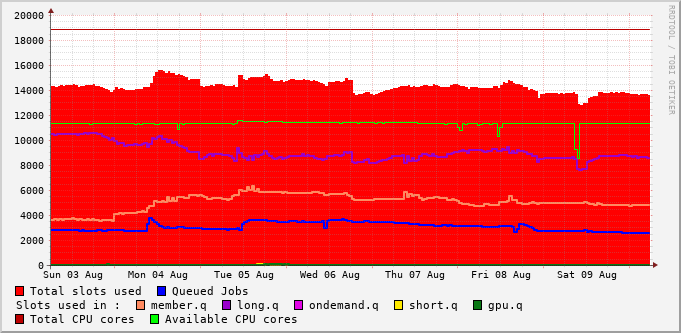 RRDTOOL / TOBI OETIKER
20000
18000
16000
14000
12000
10000
8000
6000
4000
2000
0
Sun 03 Aug Mon 04 Aug Tue 05 Aug Wed 06 Aug Thu 07 Aug Fri 08 Aug Sat 09 Aug
Total slots used Queued Jobs
Slots used in : member.q long.q ondemand.q short.q gpu.q
Total CPU cores Available CPU cores